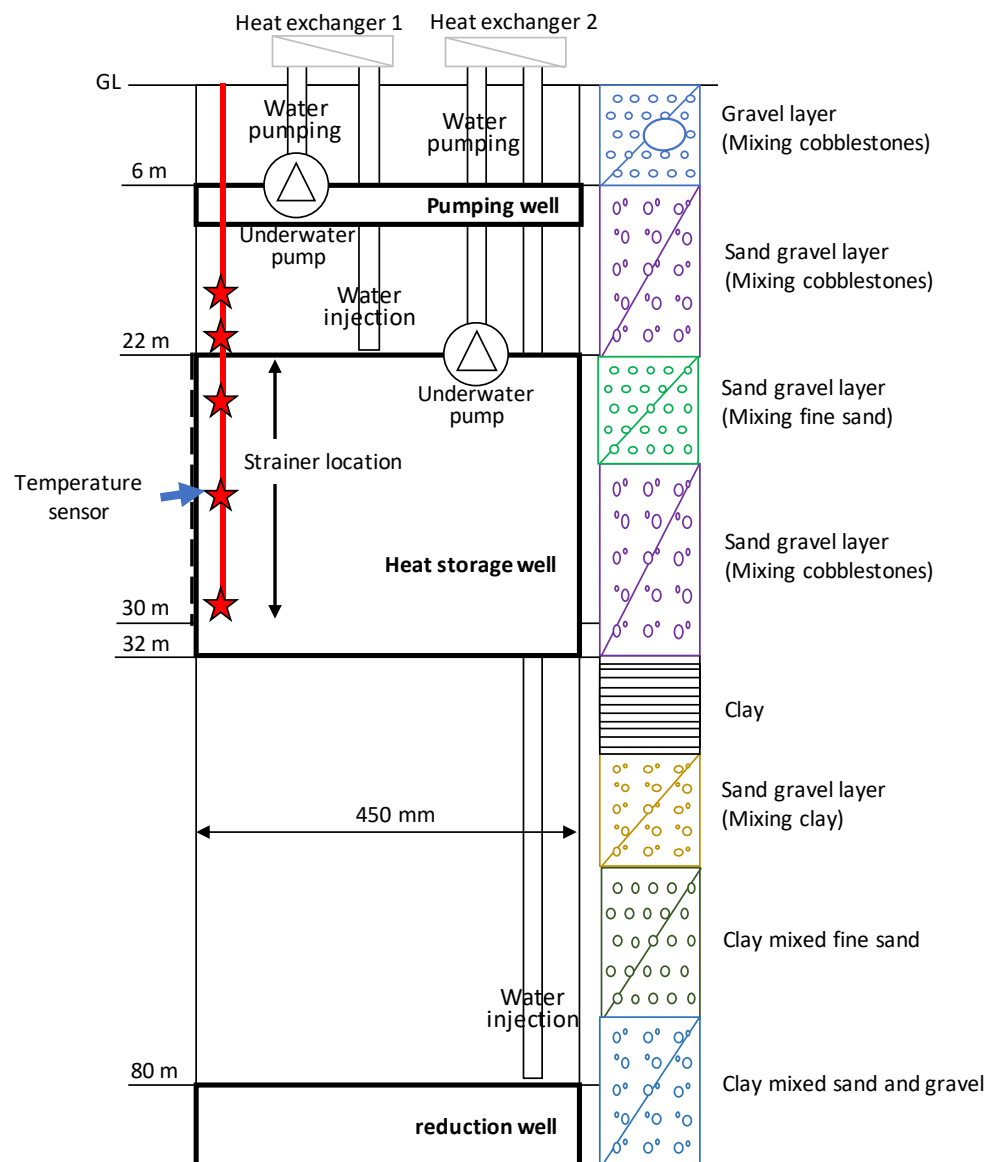 Heat exchanger 1
Heat exchanger 2
GL
Water
pumping
Water
pumping
Gravel layer
(Mixing cobblestones)
6 m
Pumping well
Underwater
pump
Sand gravel layer
(Mixing cobblestones)
Water
injection
22 m
Underwater
pump
Sand gravel layer
(Mixing fine sand)
Strainer location
Temperature
sensor
Heat storage well
Sand gravel layer
(Mixing cobblestones)
30 m
32 m
Clay
450 mm
Sand gravel layer
(Mixing clay)
Clay mixed fine sand
Water
injection
80 m
Clay mixed sand and gravel
reduction well